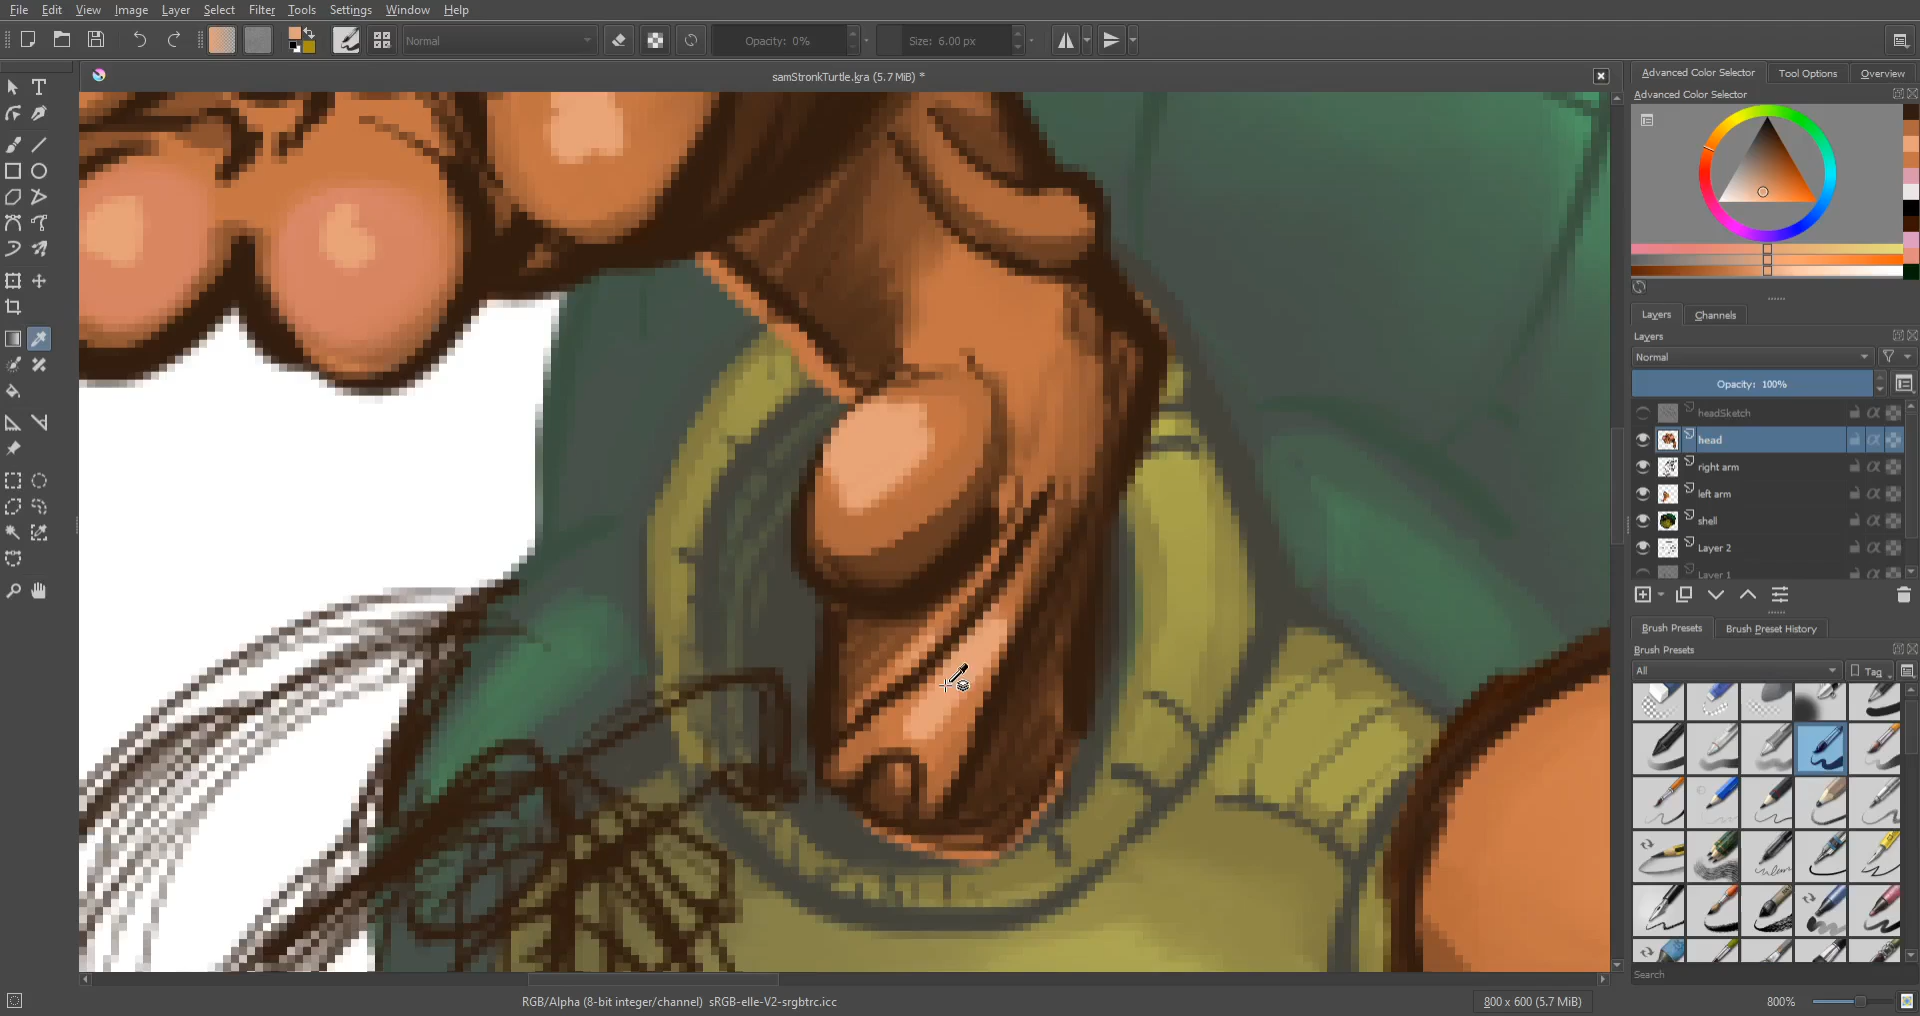 File Edit View Image Layer Select Filter Tools Settings Window Help
Normal
Opacity: 0%
Size: 6.00 px
samStronkTurtle.kra (5.7 MiB) *
Advanced Color Selector
Tool Options
Overview
Advanced Color Selector
Layers
Channels
Layers
Normal
Opacity: 100%
headSketch
head
right arm
left arm
shell
Layer 2
Layer 1
Brush Presets
Brush Preset History
Brush Presets
All
Tag
Search
RGB/Alpha (8-bit integer/channel) sRGB-elle-V2-srgbtrc.icc
800 x 600 (5.7 MiB)
800%